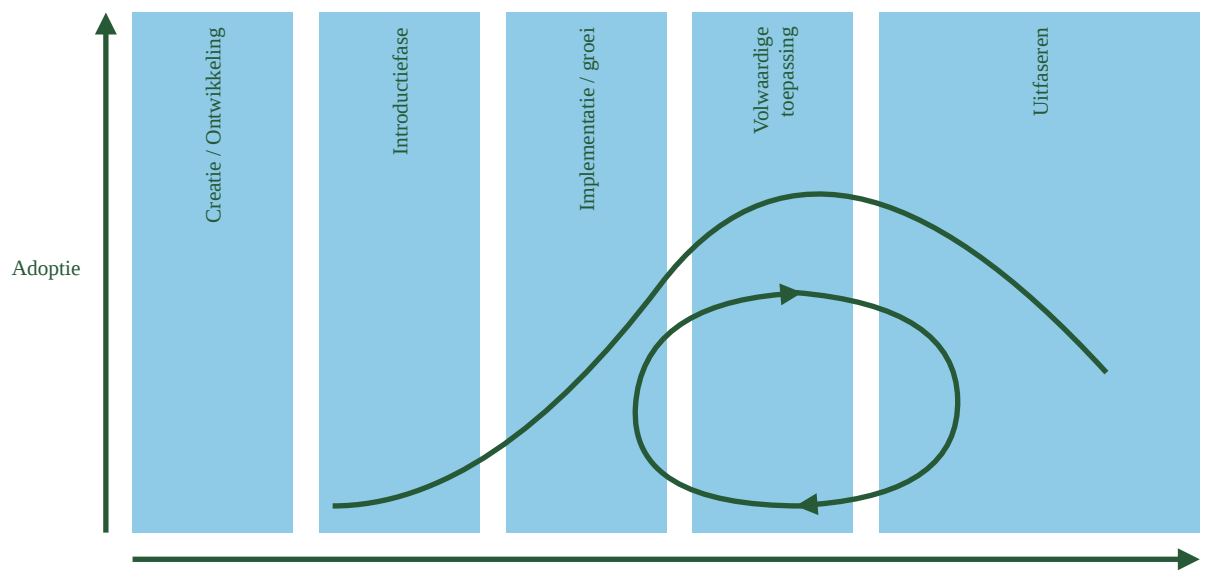 Creatie / Ontwikkeling
Introductiefase
Implementatie / groei
Volwaardige
toepassing
Uitfaseren
Adoptie